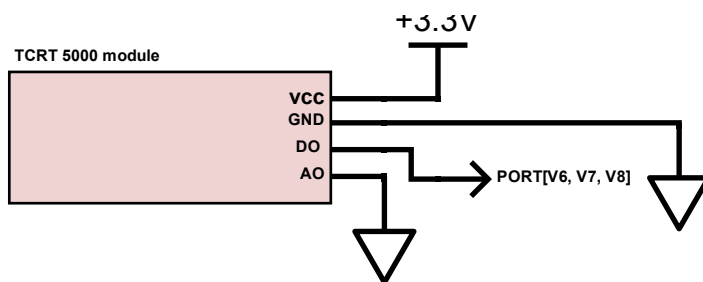 +3.3V
TCRT 5000 module
VCC
GND
DO
AO
PORT[V6, V7, V8]